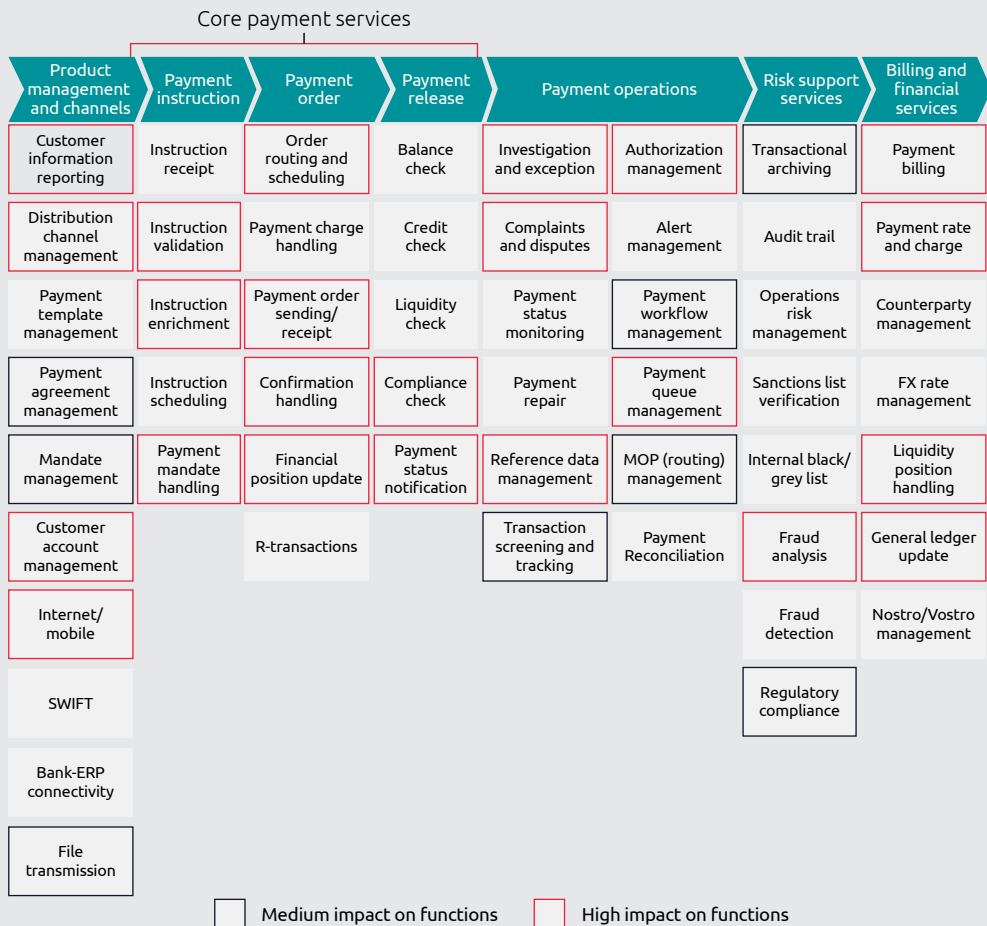 Core payment services
Product
management
and channels
Payment
instruction
Payment
order
Payment
release
Payment operations
Risk support
services
Billing and
financial
services
Customer
information
reporting
Instruction
receipt
Order
routing and
scheduling
Balance
check
Investigation
and exception
Authorization
management
Transactional
archiving
Payment
billing
Distribution
channel
management
Instruction
validation
Payment charge
handling
Credit
check
Complaints
and disputes
Alert
management
Audit trail
Payment rate
and charge
Payment
template
management
Instruction
enrichment
Payment order
sending/
receipt
Liquidity
check
Payment
status
monitoring
Payment
workflow
management
Operations
risk
management
Counterparty
management
Payment
agreement
management
Instruction
scheduling
Confirmation
handling
Compliance
check
Payment
repair
Payment
queue
management
Sanctions list
verification
FX rate
management
Mandate
management
Payment
mandate
handling
Financial
position update
Payment
status
notification
Reference data
management
MOP (routing)
management
Internal black/
grey list
Liquidity
position
handling
Customer
account
management
R-transactions
Transaction
screening and
tracking
Payment
Reconciliation
Fraud
analysis
General ledger
update
Internet/
mobile
Fraud
detection
Nostro/Vostro
management
SWIFT
Regulatory
compliance
Bank-ERP
connectivity
File
transmission
Medium impact on functions
High impact on functions